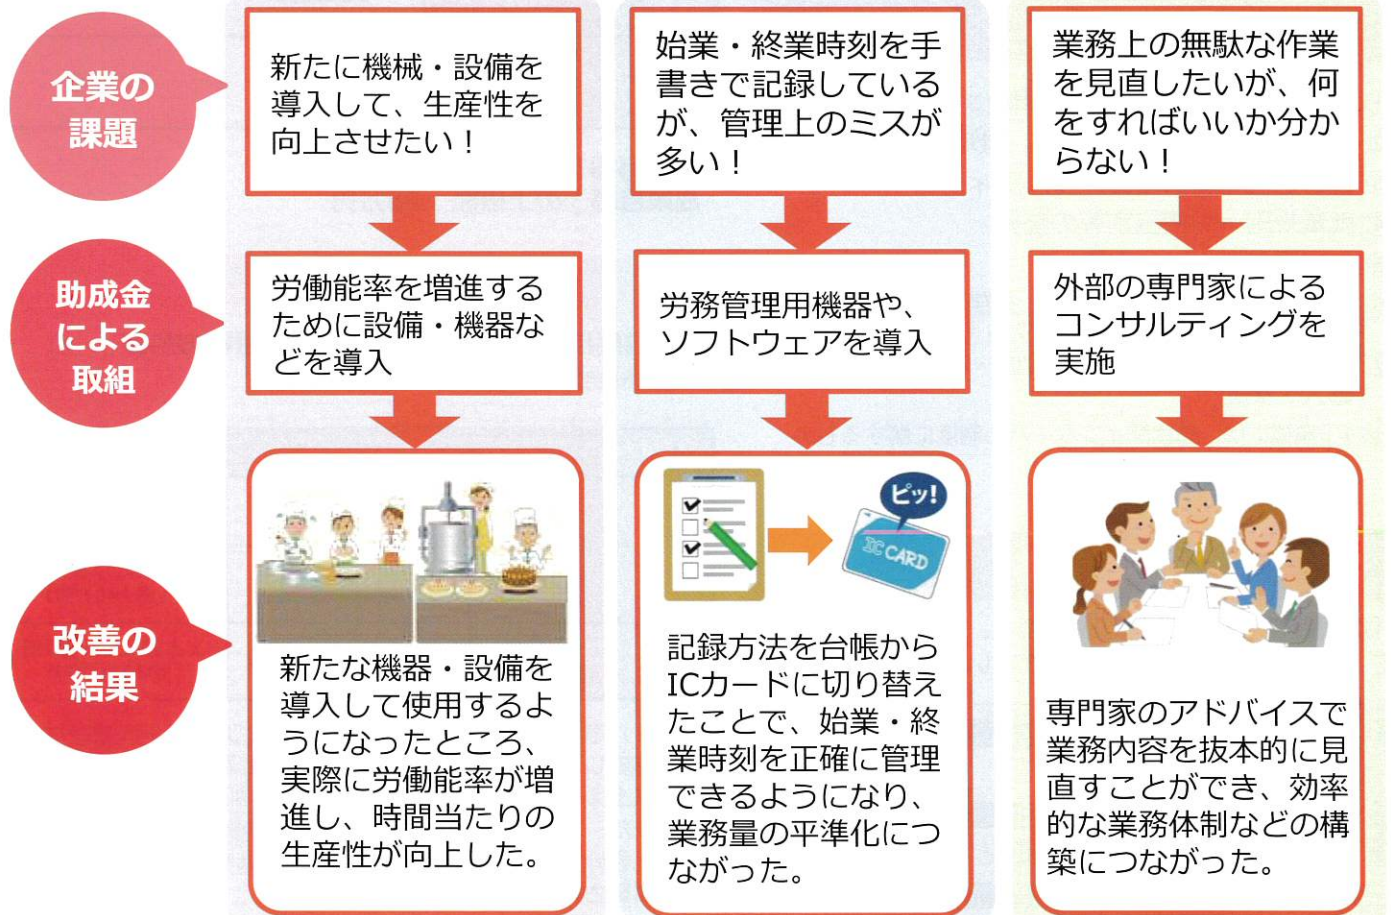 企業の
課題
新たに機械・設備を
導入して、生産性を
向上させたい！
始業・終業時刻を手
書きで記録している
が、管理上のミスが
多い！
業務上の無駄な作業
を見直したいが、何
をすればいいか分か
らない！
助成金
による
取組
労働能率を増進する
ために設備・機器な
どを導入
労務管理用機器や、
ソフトウェアを導入
外部の専門家による
コンサルティングを
実施
改善の
結果
新たな機器・設備を
導入して使用するよ
うになったところ、
実際に労働能率が増
進し、時間当たりの
生産性が向上した。
ピッ!
IC CARD
記録方法を台帳から
ICカードに切り替え
たことで、始業・終
業時刻を正確に管理
できるようになり、
業務量の平準化につ
ながった。
専門家のアドバイスで
業務内容を抜本的に見
直すことができ、効率
的な業務体制などの構
築につながった。